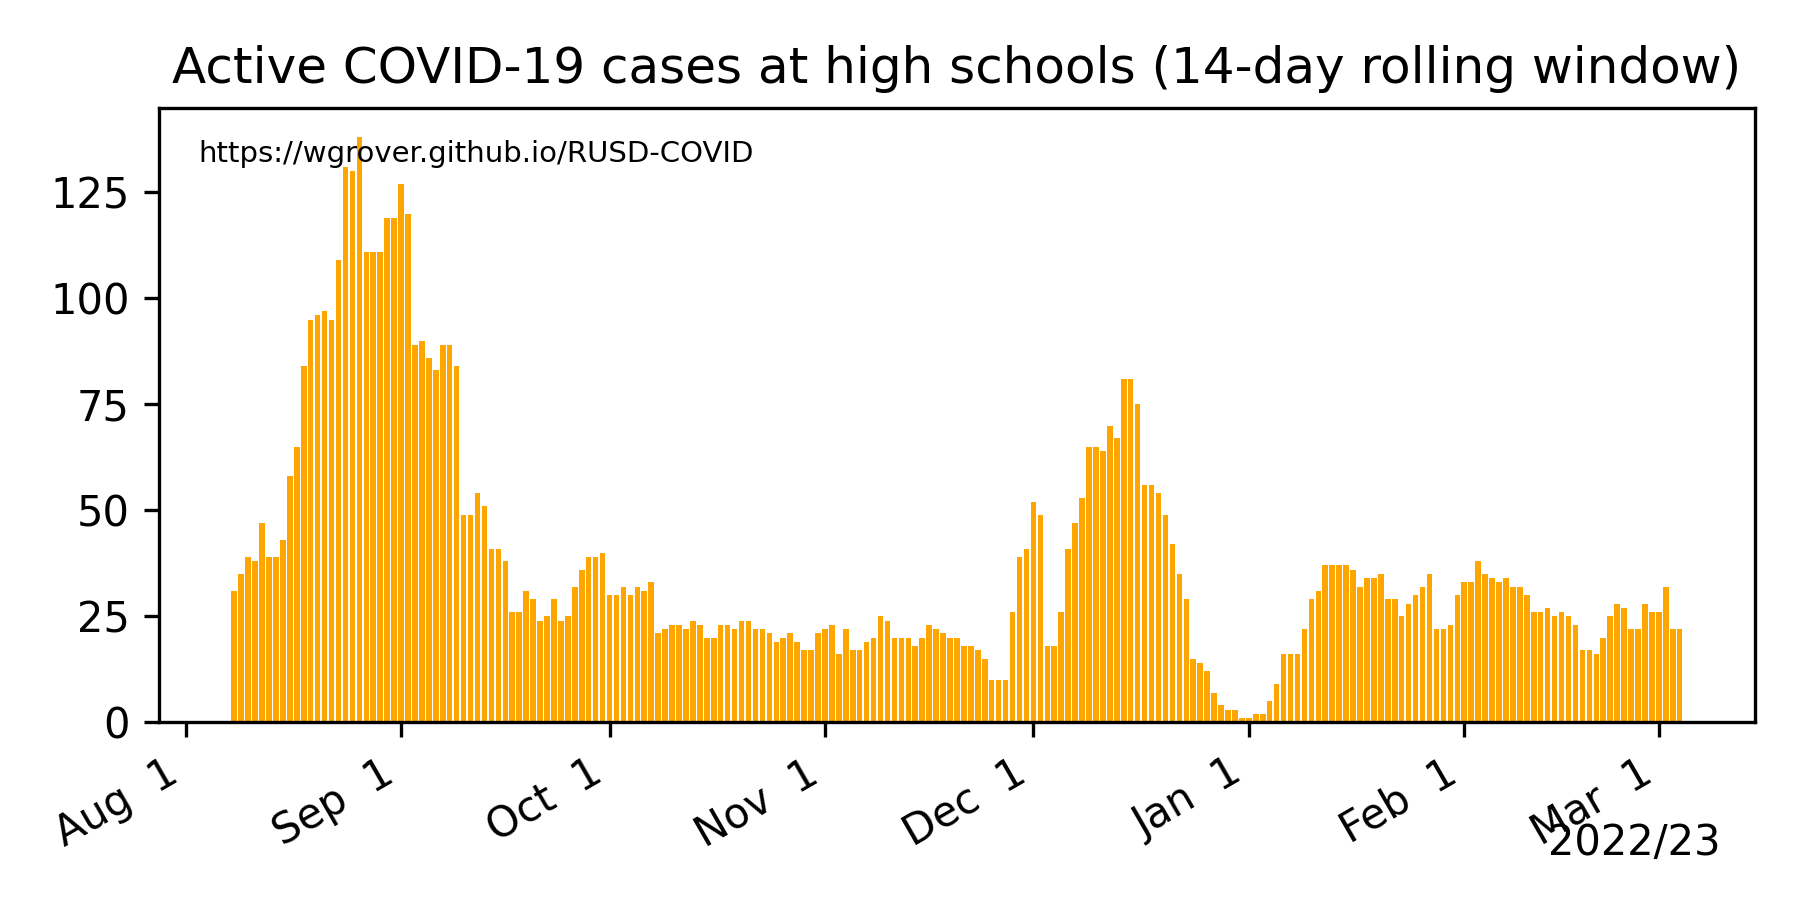 Active COVID-19 cases at high schools (14-day rolling window)
https://wgrover.github.io/RUSD-COVID
125
100
75
50
25
0
Aug 1
Sep 1
Oct 1
Nov 1
Dec 1
Jan 1
Feb 1
Mar 1
2022/23